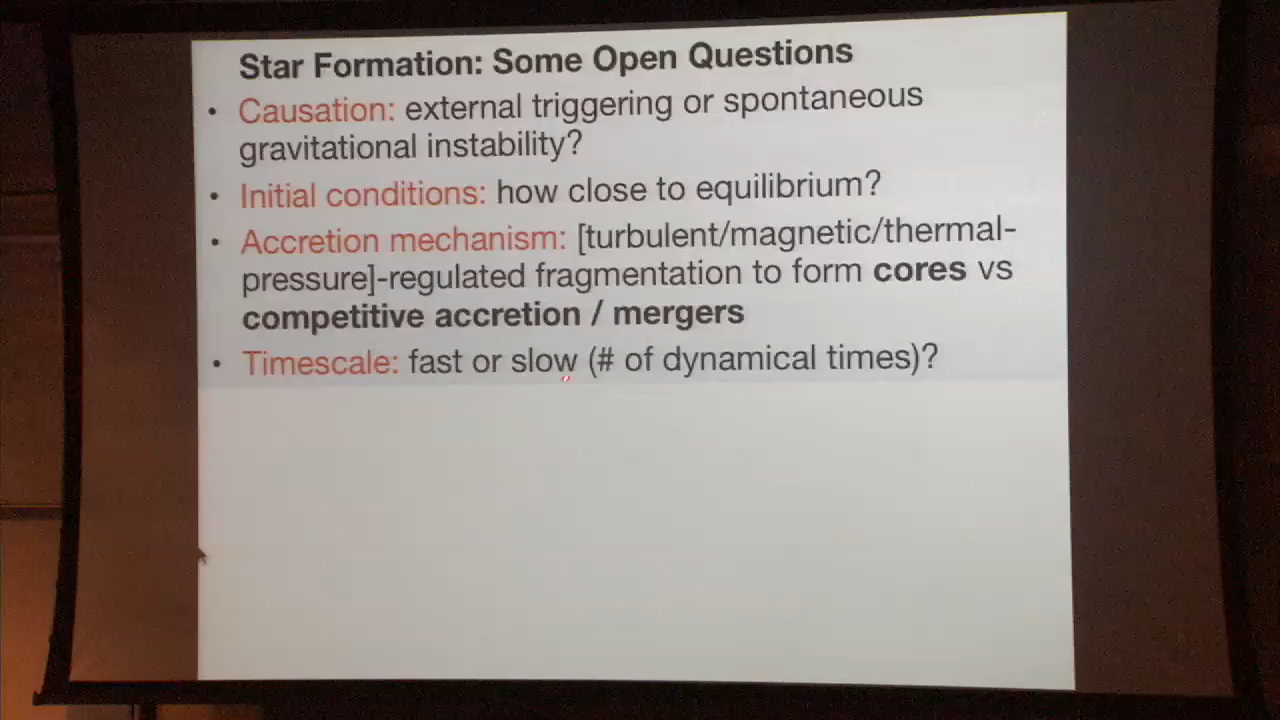 Star Formation: Some Open Questions
• Causation: external triggering or spontaneous
gravitational instability?
• Initial conditions: how close to equilibrium?
• Accretion mechanism: [turbulent/magnetic/thermal-
pressure]-regulated fragmentation to form cores vs
competitive accretion / mergers
• Timescale: fast or slow (# of dynamical times)?